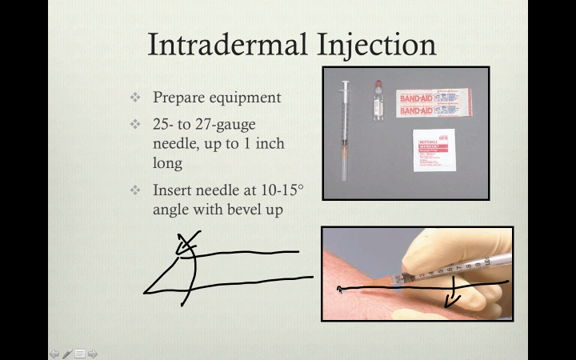 Intradermal Injection
Prepare equipment
25- to 27-gauge
needle, up to 1 inch
long
Insert needle at 10-15°
angle with bevel up
BAND-AID
BAND-AID